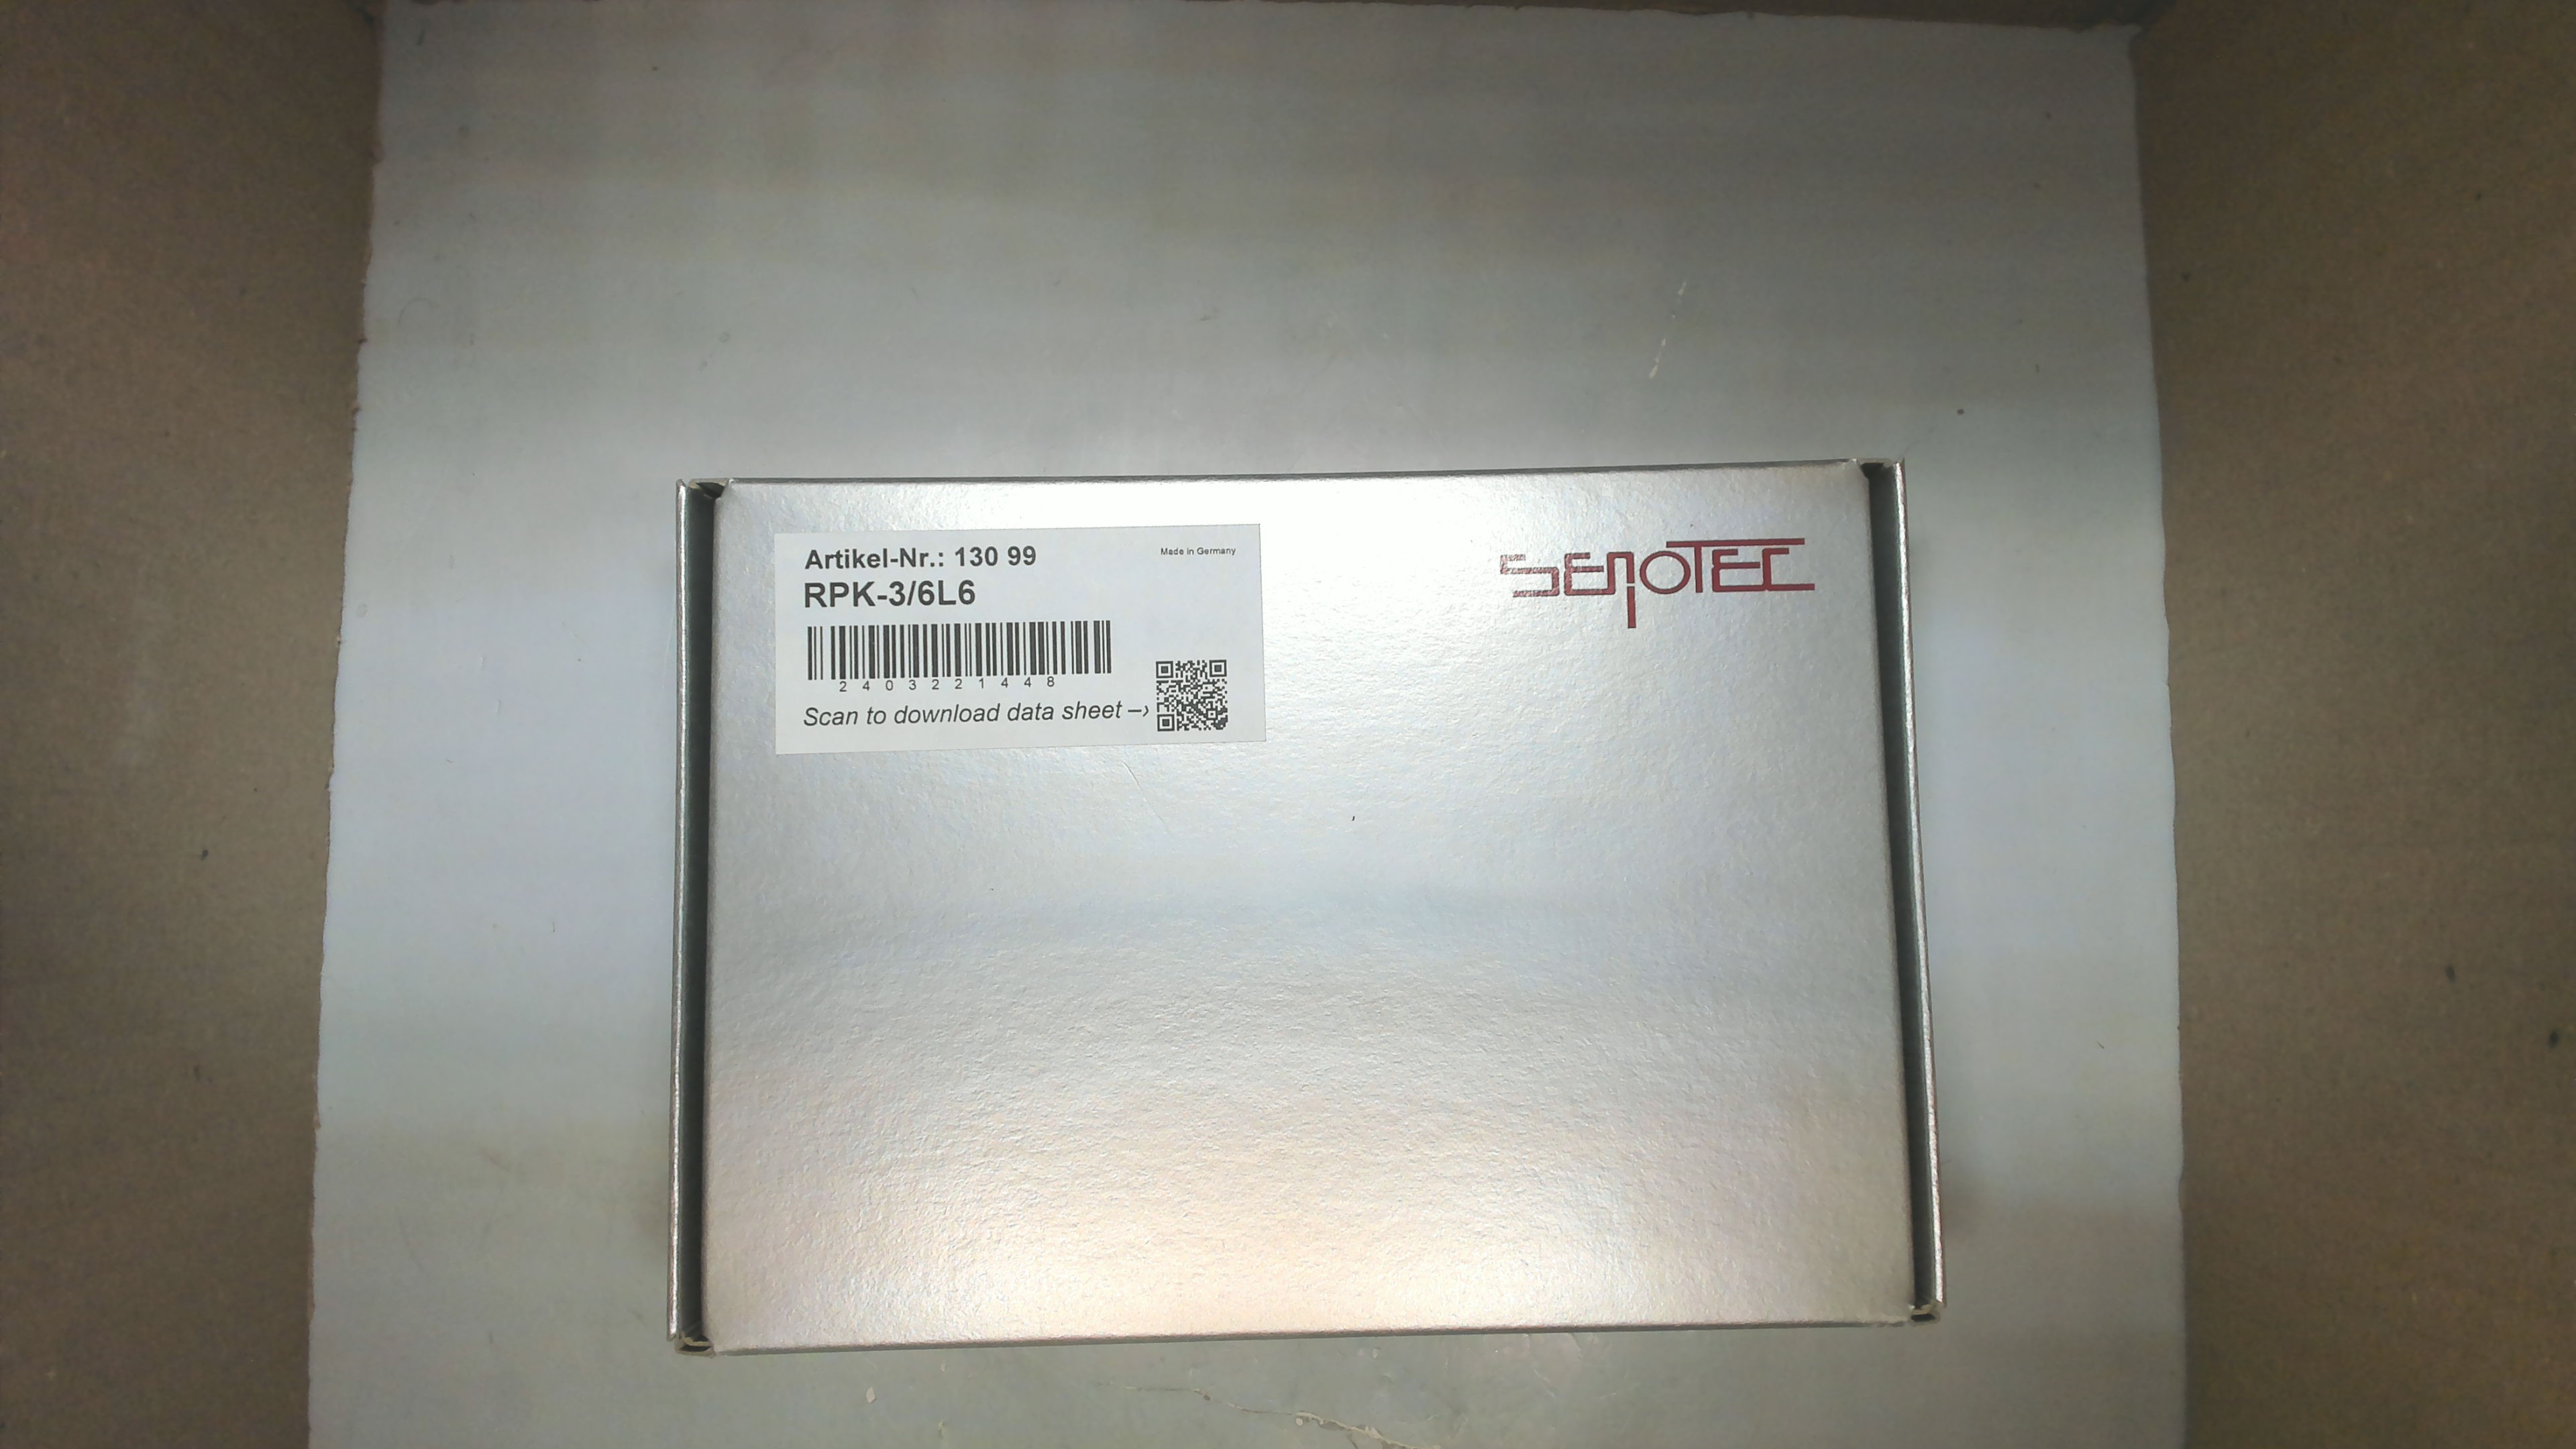 Artikel-Nr.: 130 99
Made in Germany
RPK-3/6L6
2403221448
Scan to download data sheet –›
SENOTEC